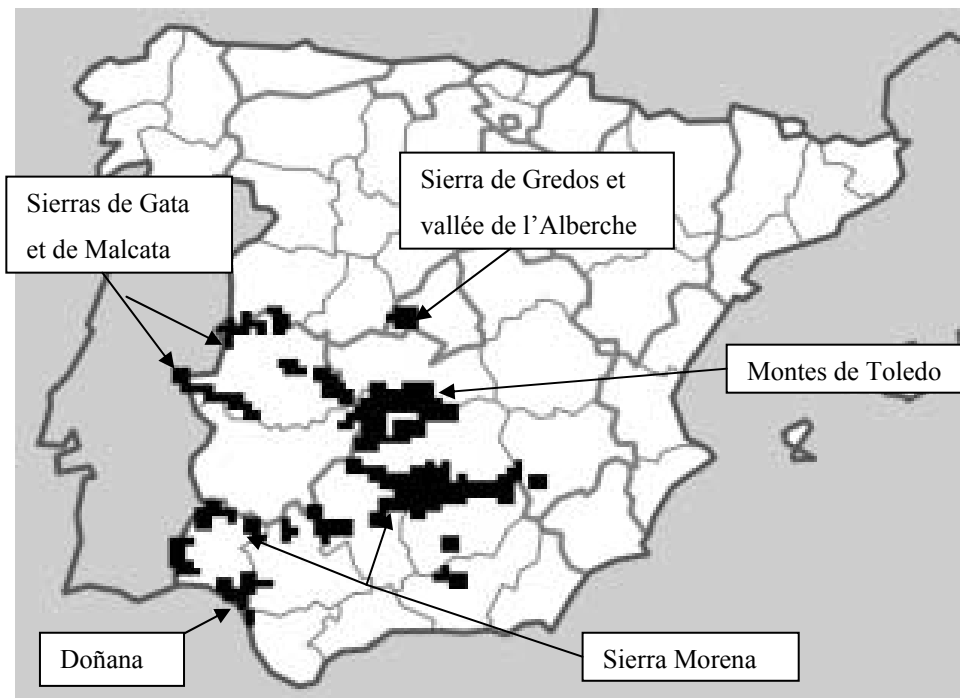 Sierra de Gredos et
vallée de l’Alberche
Sierras de Gata
et de Malcata
Montes de Toledo
Doñana
Sierra Morena